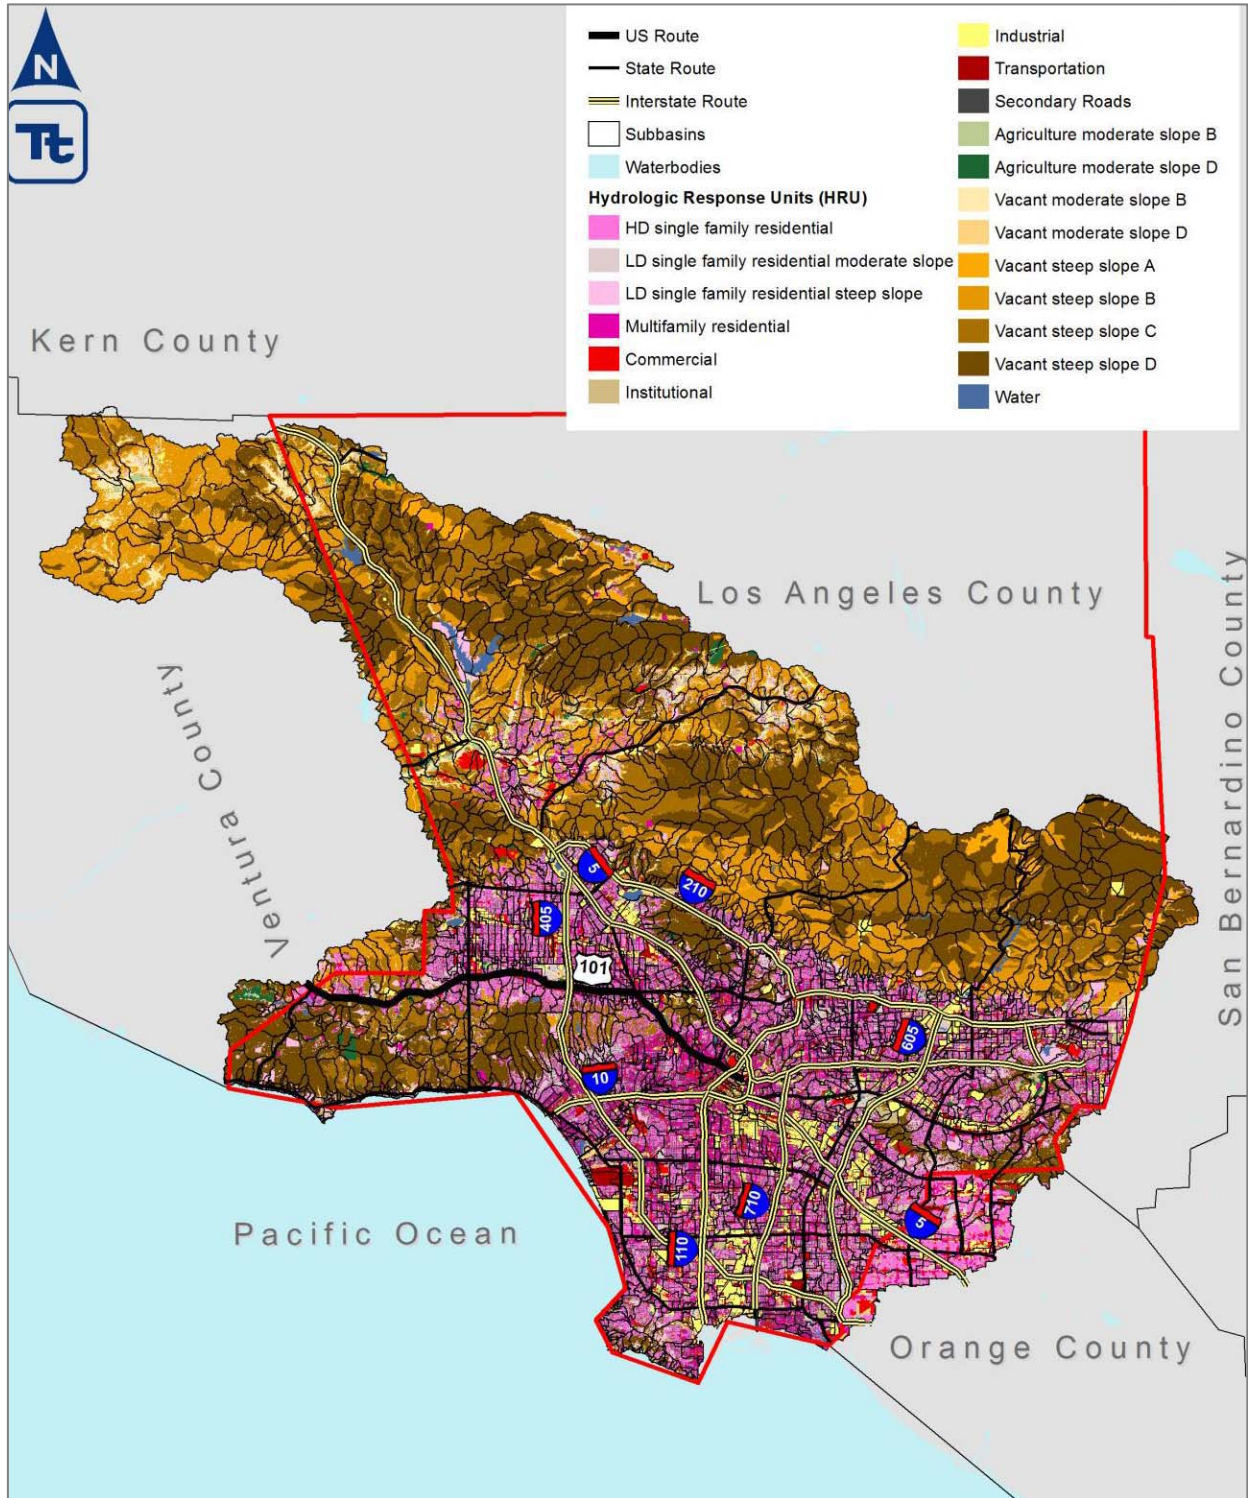 N
Tt
US Route
State Route
Interstate Route
Subbasins
Waterbodies
Hydrologic Response Units (HRU)
HD single family residential
LD single family residential moderate slope
LD single family residential steep slope
Multifamily residential
Commercial
Institutional
Industrial
Transportation
Secondary Roads
Agriculture moderate slope B
Agriculture moderate slope D
Vacant moderate slope B
Vacant moderate slope D
Vacant steep slope A
Vacant steep slope B
Vacant steep slope C
Vacant steep slope D
Water
Kern County
Los Angeles County
San Bernardino County
Ventura County
5
210
405
101
605
10
710
5
110
Pacific Ocean
Orange County